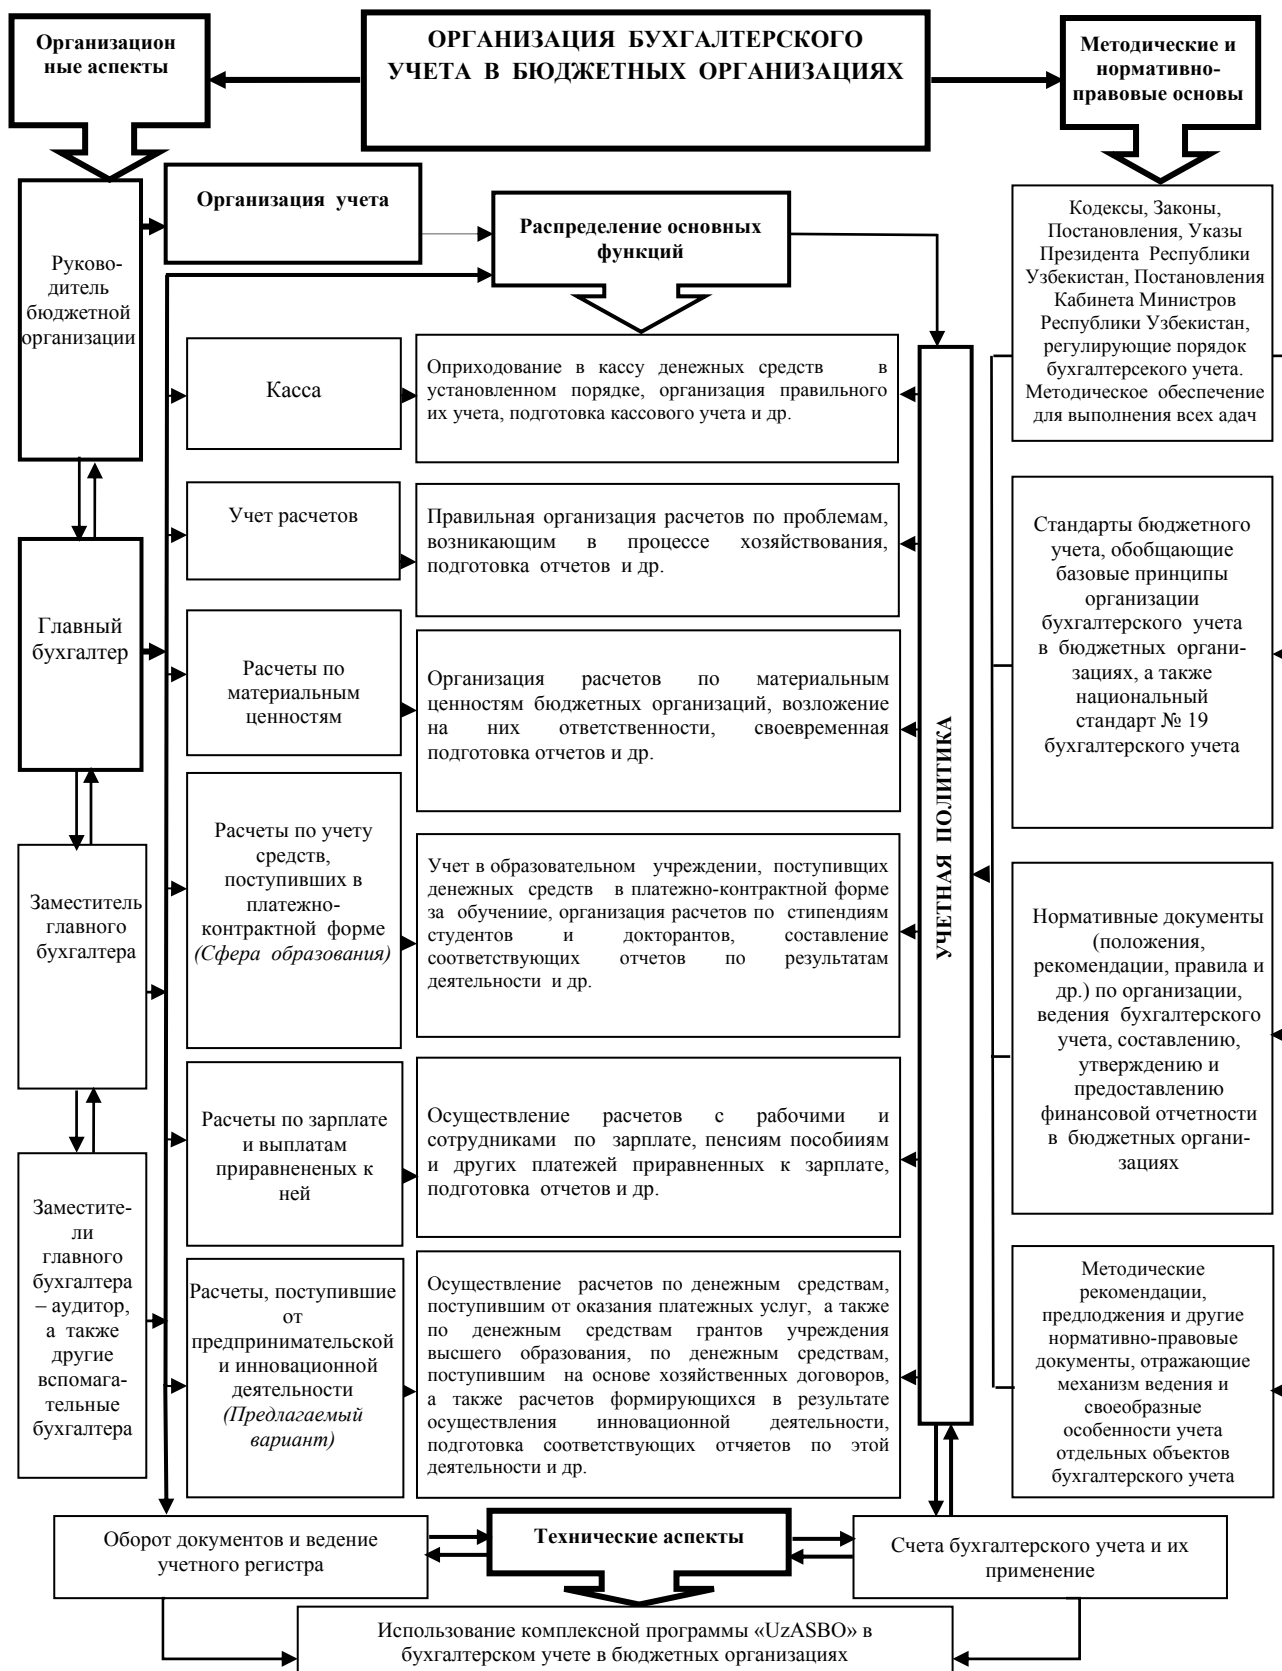 Организацион
ные аспекты
ОРГАНИЗАЦИЯ БУХГАЛТЕРСКОГО
УЧЕТА В БЮДЖЕТНЫХ ОРГАНИЗАЦИЯХ
Методические и
нормативно-
правовые основы
Руково-
дитель
бюджетной
организации
Организация учета
Распределение основных
функций
Кодексы, Законы,
Постановления, Указы
Президента Республики
Узбекистан, Постановления
Кабинета Министров
Республики Узбекистан,
регулирующие порядок
бухгалтерсекого учета.
Методическое обеспечение
для выполнения всех адач
Касса
Оприходование в кассу денежных средств в
установленном порядке, организация правильного
их учета, подготовка кассового учета и др.
Учет расчетов
Правильная организация расчетов по проблемам,
возникающим в процессе хозяйствования,
подготовка отчетов и др.
Стандарты бюджетного
учета, обобщающие
базовые принципы
организации
бухгалтерского учета
в бюджетных органи-
зациях, а также
национальный
стандарт № 19
бухгалтерского учета
Главный
бухгалтер
Расчеты по
материальным
ценностям
Организация расчетов по материальным
ценностям бюджетных организаций, возложение
на них ответственности, своевременная
подготовка отчетов и др.
УЧЕТНАЯ ПОЛИТИКА
Заместитель
главного
бухгалтера
Расчеты по учету
средств,
поступивших в
платежно-
контрактной форме
(Сфера образования)
Учет в образовательном учреждении, поступивщих
денежных средств в платежно-контрактной форме
за обучениие, организация расчетов по стипендиям
студентов и докторантов, составление
соответствующих отчетов по результатам
деятельности и др.
Нормативные документы
(положения,
рекомендации, правила и
др.) по организации,
ведения бухгалтерского
учета, составлению,
утверждению и
предоставлению
финансовой отчетности
в бюджетных органи-
зациях
Расчеты по зарплате
и выплатам
приравнененых к
ней
Осуществление расчетов с рабочими и
сотрудниками по зарплате, пенсиям пособииям
и других платежей приравненных к зарплате,
подготовка отчетов и др.
Заместите-
ли
главного
бухгалтера
– аудитор,
а также
другие
вспомага-
тельные
бухгалтера
Расчеты, поступившие
от
предпринимательской
и инновационной
деятельности
(Предлагаемый
вариант)
Осуществление расчетов по денежным средствам,
поступившим от оказания платежных услуг, а также
по денежным средствам грантов учреждения
высшего образования, по денежным средствам,
поступившим на основе хозяйственных договоров,
а также расчетов формирующихся в результате
осуществления инновационной деятельности,
подготовка соответствующих отчяетов по этой
деятельности и др.
Методические
рекомендации,
предлоджения и другие
нормативно-правовые
документы, отражающие
механизм ведения и
своеобразные
особенности учета
отдельных объектов
бухгалтерского учета
Оборот документов и ведение
учетного регистра
Технические аспекты
Счета бухгалтерского учета и их
применение
Использование комплексной программы «UzASBO» в
бухгалтерском учете в бюджетных организациях